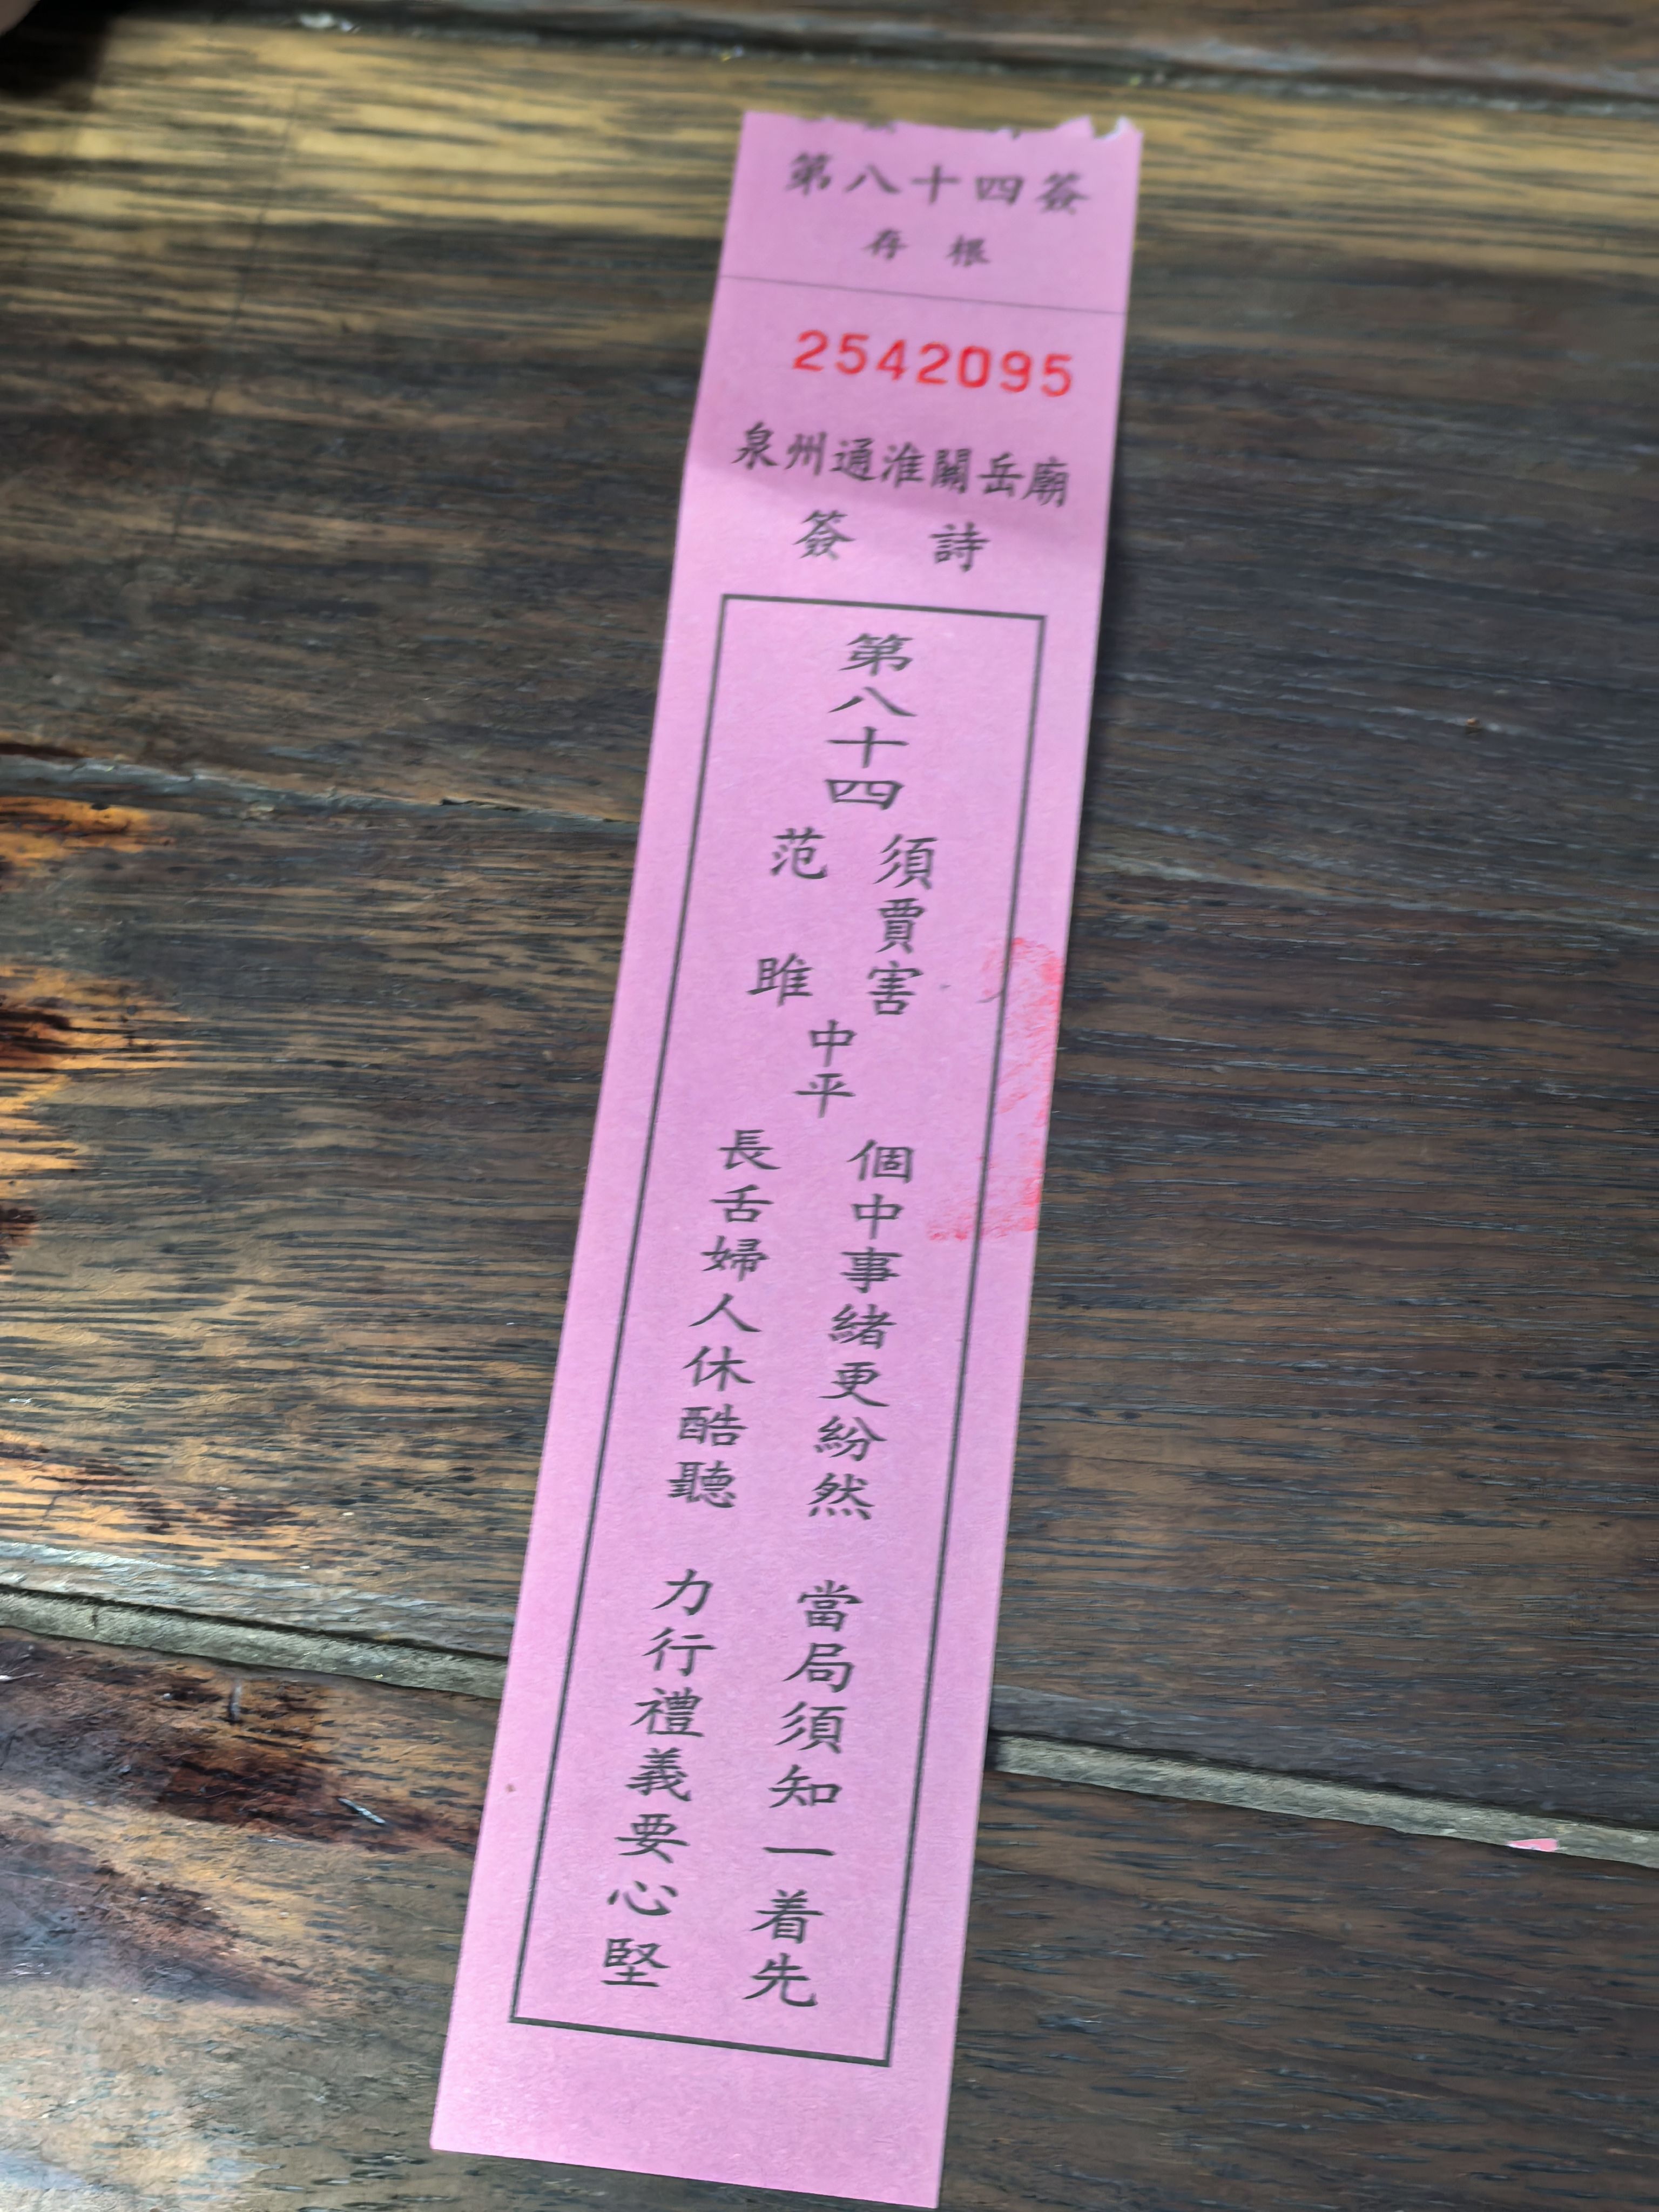 第八十四簽
存根
2542095
泉州通淮關岳廟
簽詩
第八十四
須賈害
范雎
中平
個中事緒更紛然 當局須知一着先
長舌婦人休酷聽 力行禮義要心堅